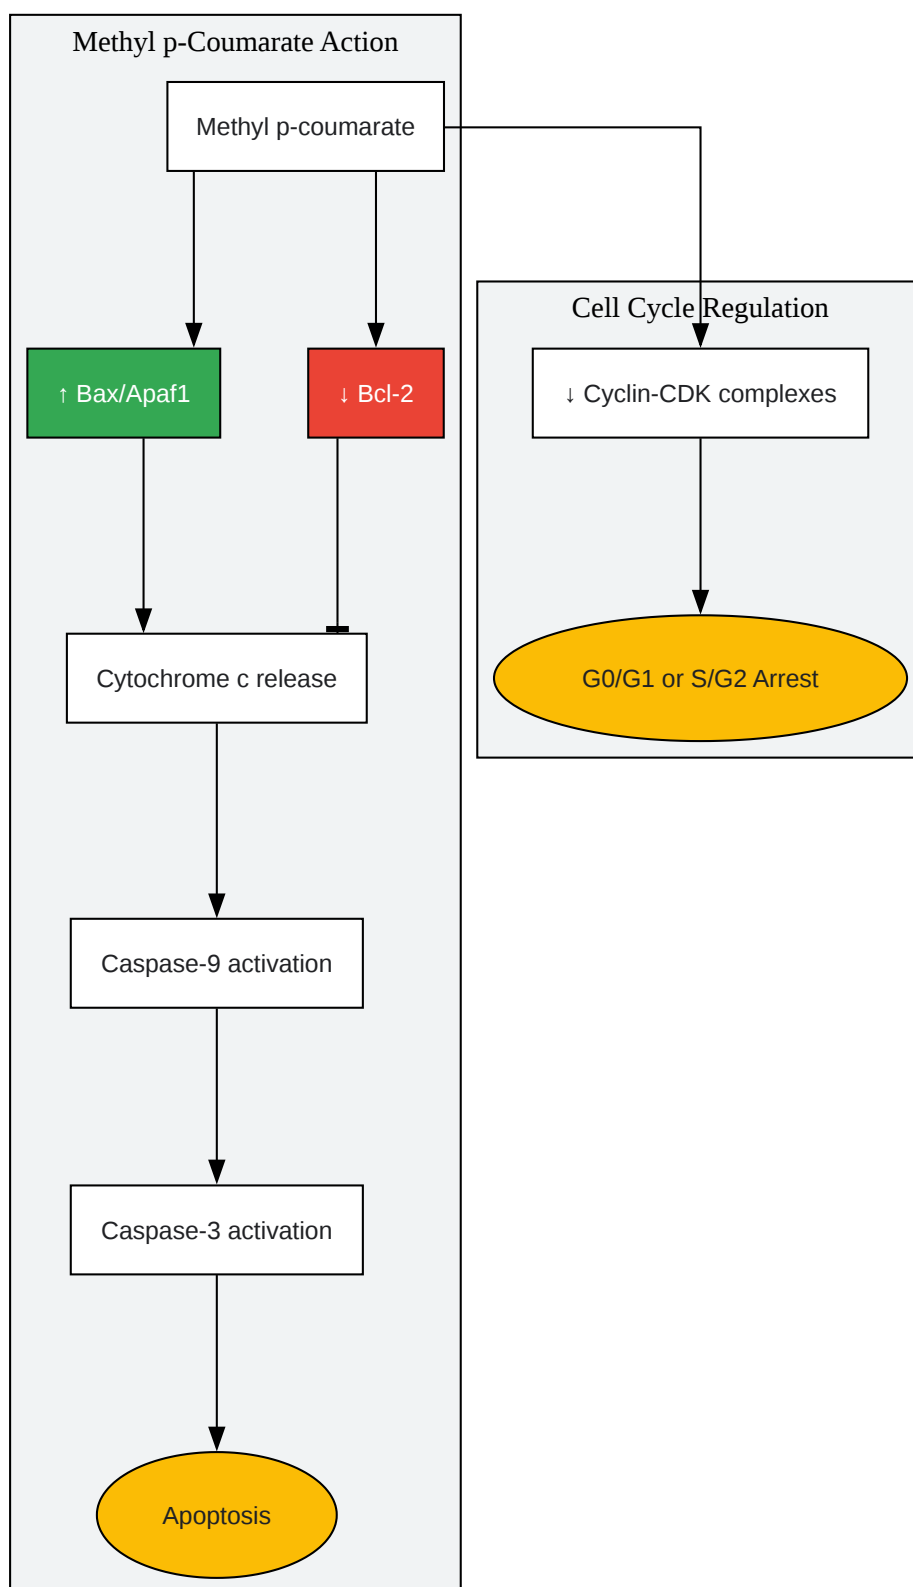 Methyl p-Coumarate Action
Methyl p-coumarate
Cell Cycle Regulation
↑ Bax/Apaf1
↓ Bcl-2
↓ Cyclin-CDK complexes
Cytochrome c release
G0/G1 or S/G2 Arrest
Caspase-9 activation
Caspase-3 activation
Apoptosis